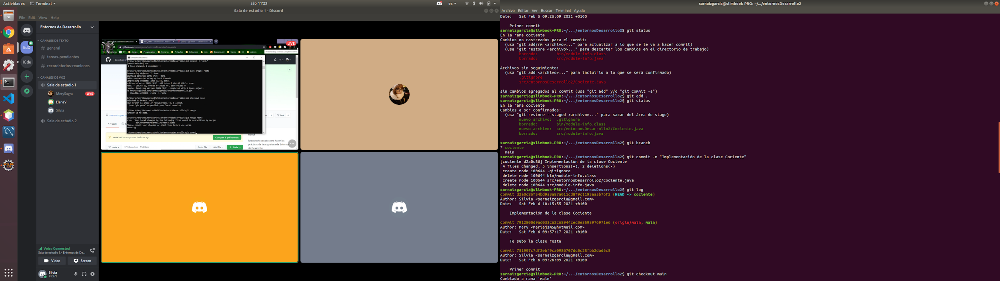 Actividades
Terminal
sáb 11:23
es
Sala de estudio 1 - Discord
File Edit View Help
EdD
IGde
Entornos de Desarrollo
CANALES DE TEXTO
general
tareas-pendientes
recordatorios-reuniones
CANALES DE VOZ
Sala de estudio 1
MerySagra LIVE
ElenaV
Silvia
Sala de estudio 2
Voice Connected
Sala de estudio 1 / Entornos de De...
Video Screen
Silvia
#2371
LIVE
github.com/sarnaizgarcia/entornosDesarrollo/tree/resta
Personaliza y controla Google Chrome
Símbolo del sistema
[resta e9541bb] Act.
1 file changed, 1 deletion(-)
C:\Users\Mery\Documents\DAW\Clon\entornosDesarrollo>git push origin resta
Enumerating objects: 7, done.
Counting objects: 100% (7/7), done.
Delta compression using up to 8 threads
Compressing objects: 100% (3/3), done.
Writing objects: 100% (4/4), 406 bytes | 406.00 KiB/s, done.
Total 4 (delta 1), reused 0 (delta 0), pack-reused 0
remote: Resolving deltas: 100% (1/1), completed with 1 local object.
To https://github.com/sarnaizgarcia/entornosDesarrollo.git
resta -> resta
C:\Users\Mery\Documents\DAW\Clon\entornosDesarrollo>git checkout main
Switched to branch "main"
Your branch is ahead of 'origin/main' by 1 commit.
(use "git push" to publish your local commits)
C:\Users\Mery\Documents\DAW\Clon\entornosDesarrollo>git merge
Already up to date.
C:\Users\Mery\Documents\DAW\Clon\entornosDesarrollo>git merge resta
error: Your local changes to the following files would be overwritten by merge:
bin/entornosDesarrollo2/Resta.class
Please commit your changes or stash them before you merge.
Aborting
C:\Users\Mery\Documents\DAW\Clon\entornosDesarrollo>git commi
sarnaizgarcia
Fork 0
Code
resta had recent pushes 1 minute ago
Compare & pull request
resta
5 branches
0 tags
Go to file
Add file
Code
About
Repositorio creado para hacer las
prácticas de la asignatura de Entornos
de Desarrollo
sarnaizgarcia@slimbook-PRO: ~/.../entornosDesarrollo2
Archivo Editar Ver Buscar Terminal Ayuda
Date: Sat Feb 6 09:26:09 2021 +0100
Primer commit
sarnaizgarcia@slimbook-PRO:~/.../entornosDesarrollo2$ git status
En la rama cociente
Cambios no rastreados para el commit:
(usa "git add/rm <archivo>..." para actualizar a lo que se le va a hacer commit)
(usa "git restore <archivo>..." para descartar los cambios en el directorio de trabajo)
borrado: bin/module-info.class
borrado: src/module-info.java
Archivos sin seguimiento:
(usa "git add <archivo>..." para incluirlo a lo que se será confirmado)
.gitignore
src/entornosDesarrollo2/Cociente.java
sin cambios agregados al commit (usa "git add" y/o "git commit -a")
sarnaizgarcia@slimbook-PRO:~/.../entornosDesarrollo2$ git add .
sarnaizgarcia@slimbook-PRO:~/.../entornosDesarrollo2$ git status
En la rama cociente
Cambios a ser confirmados:
(usa "git restore --staged <archivo>..." para sacar del área de stage)
nuevo archivo: .gitignore
borrado: bin/module-info.class
nuevo archivo: src/entornosDesarrollo2/Cociente.java
borrado: src/module-info.java
sarnaizgarcia@slimbook-PRO:~/.../entornosDesarrollo2$ git branch
* cociente
main
sarnaizgarcia@slimbook-PRO:~/.../entornosDesarrollo2$ git commit -m "Implementación de la clase Cociente"
[cociente d2a0c86] Implementación de la clase Cociente
4 files changed, 5 insertions(+), 2 deletions(-)
create mode 100644 .gitignore
delete mode 100644 bin/module-info.class
create mode 100644 src/entornosDesarrollo2/Cociente.java
delete mode 100644 src/module-info.java
sarnaizgarcia@slimbook-PRO:~/.../entornosDesarrollo2$ git log
commit d2a0c86f54bd9a3a87a011cd8f9c1195aa5b76f2 (HEAD -> cociente)
Author: Silvia <sarnaizgarcia@gmail.com>
Date: Sat Feb 6 10:15:55 2021 +0100
Implementación de la clase Cociente
commit 7912800d9ad033c62c68944cec0e3595976971e6 (origin/main, main)
Author: Mery <mariajsm5@hotmail.com>
Date: Sat Feb 6 09:57:17 2021 +0100
Te subo la clase resta
commit 751997c7df2ebf9ca0986707dc0c25fbb2dad6c5
Author: Silvia <sarnaizgarcia@gmail.com>
Date: Sat Feb 6 09:26:09 2021 +0100
Primer commit
sarnaizgarcia@slimbook-PRO:~/.../entornosDesarrollo2$ git checkout main
Cambiado a rama 'main'